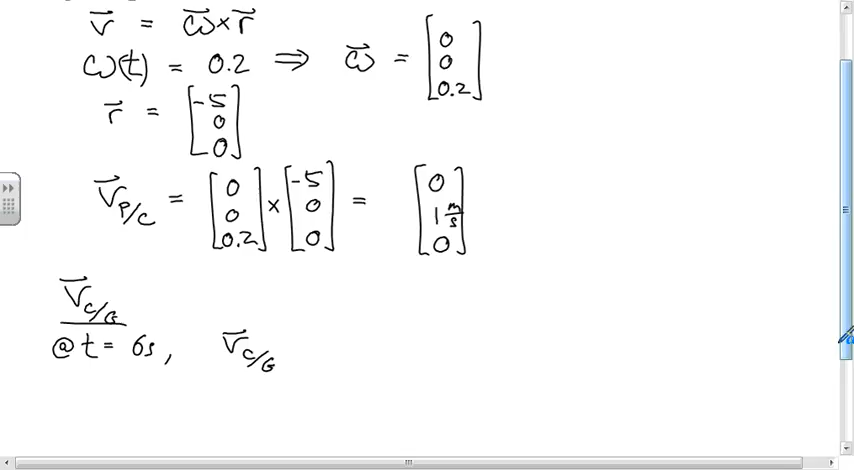 v⃗ = ω⃗ × r⃗
ω(t) = 0.2 ⇒ ω⃗ = [0 0 0.2]
r⃗ = [-5 0 0]
V⃗ P/C = [0 0 0.2] × [-5 0 0] = [0 1 m/s 0]
V⃗ C/G
@ t = 6s, V⃗ C/G